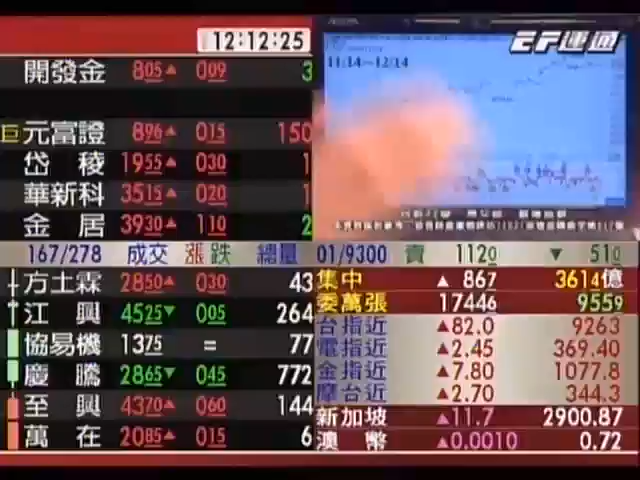 12:12:25
EF運通
11/14~12/14
開發金 805▲ 009 3
巨元富證 896▲ 015 150
岱稜 1955▲ 030 1
華新科 3515▲ 020 1
金居 3930▲ 110 2
167/278 成交 漲跌 總量
01/9300 賣 1120 ▼ 510
方土霖 2850▲ 030 43
江興 4525▼ 005 264
協易機 1375 = 77
慶騰 2865▼ 045 772
至興 4370▲ 060 144
萬在 2085▲ 015 6
集中 ▲ 867 3614億
委萬張 17446 9559
台指近 ▲82.0 9263
電指近 ▲2.45 369.40
金指近 ▲7.80 1077.8
摩台近 ▲2.70 344.3
新加坡 ▲11.7 2900.87
澳幣 ▲0.0010 0.72